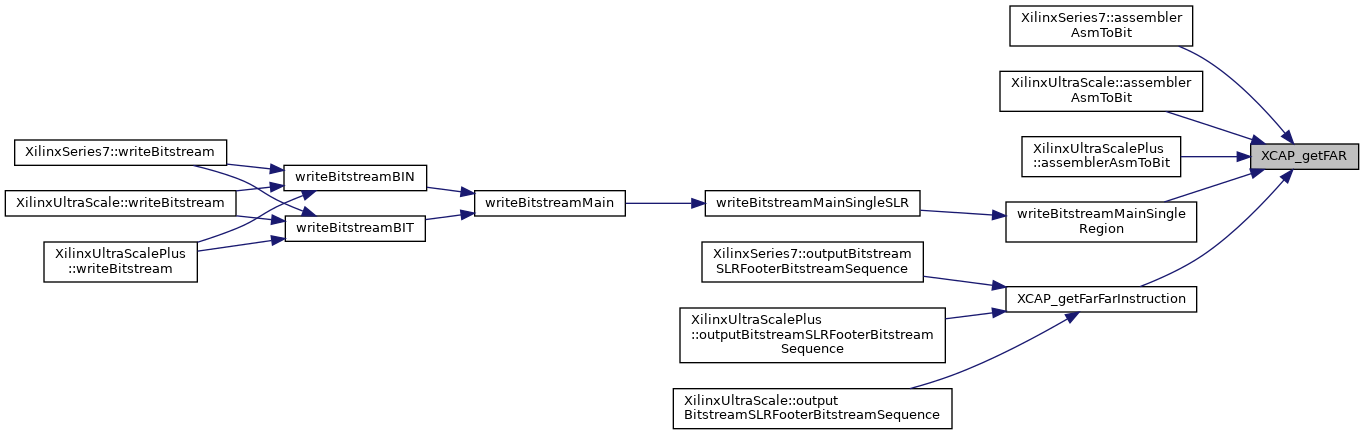 XilinxSeries7::assembler
AsmToBit
XilinxUltraScale::assembler
AsmToBit
XilinxUltraScalePlus
::assemblerAsmToBit
XCAP_getFAR
XilinxSeries7::writeBitstream
writeBitstreamBIN
XilinxUltraScale::writeBitstream
writeBitstreamMain
writeBitstreamMainSingleSLR
writeBitstreamMainSingle
Region
writeBitstreamBIT
XilinxUltraScalePlus
::writeBitstream
XilinxSeries7::outputBitstream
SLRFooterBitstreamSequence
XCAP_getFarFarInstruction
XilinxUltraScalePlus
::outputBitstreamSLRFooterBitstream
Sequence
XilinxUltraScale::output
BitstreamSLRFooterBitstreamSequence